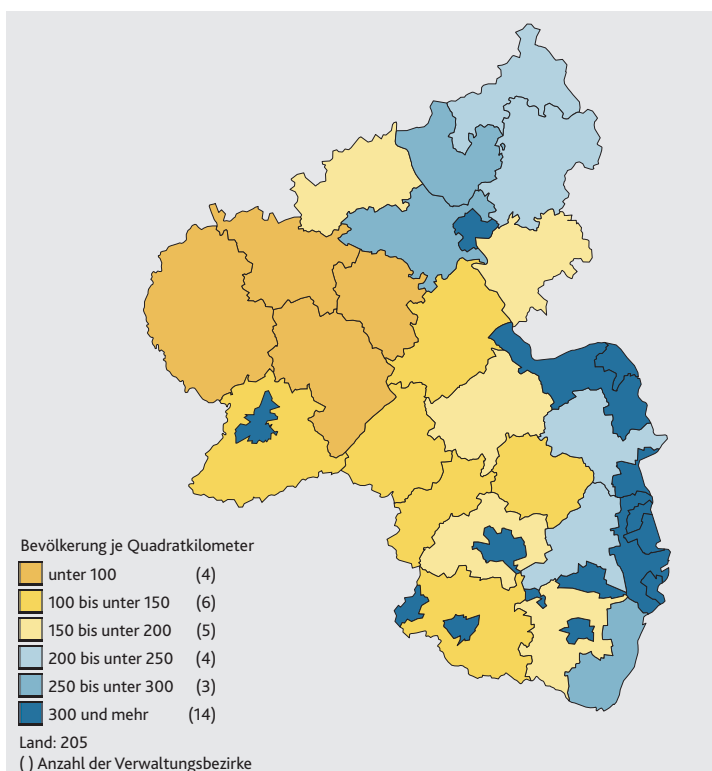 Bevölkerung je Quadratkilometer
unter 100 (4)
100 bis unter 150 (6)
150 bis unter 200 (5)
200 bis unter 250 (4)
250 bis unter 300 (3)
300 und mehr (14)
Land: 205
( ) Anzahl der Verwaltungsbezirke